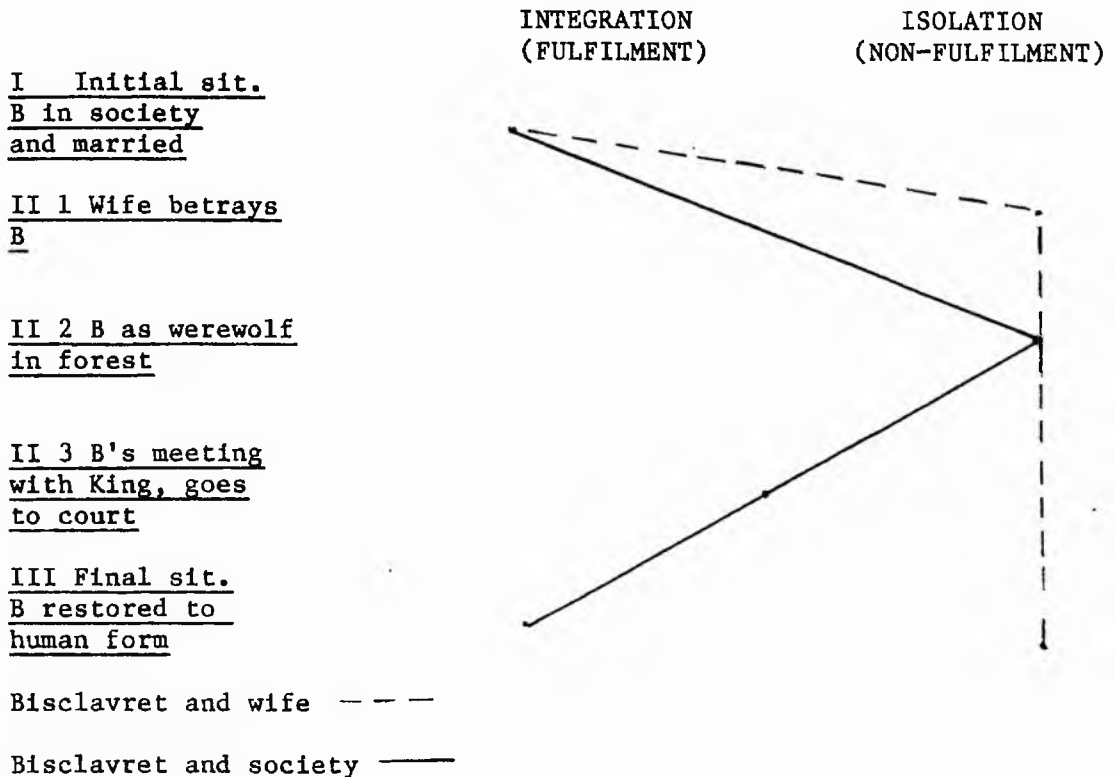 INTEGRATION ISOLATION
(FULFILMENT) (NON-FULFILMENT)
I Initial sit.
B in society
and married
II 1 Wife betrays
B
II 2 B as werewolf
in forest
II 3 B's meeting
with King, goes
to court
III Final sit.
B restored to
human form
Bisclavret and wife
Bisclavret and society